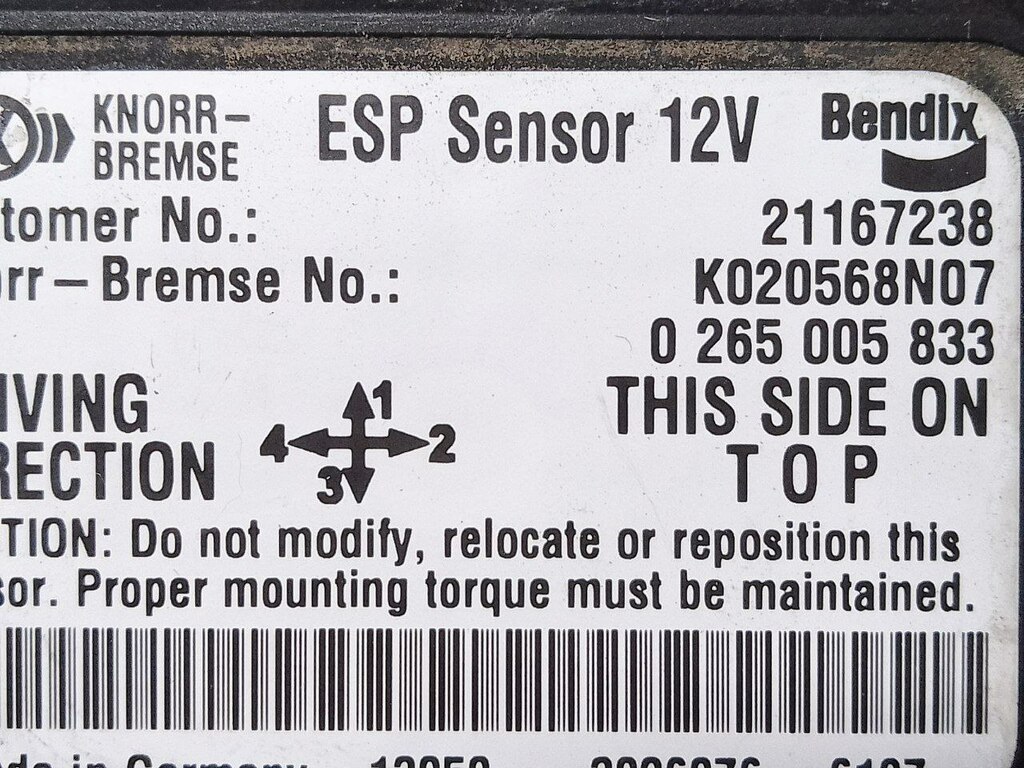 KNORR-
BREMSE
ESP Sensor 12V
Bendix
tomer No.: 21167238
rr-Bremse No.: K020568N07
0 265 005 833
IVING
RECTION
1
4 2
3
THIS SIDE ON
TOP
TION: Do not modify, relocate or reposition this
sor. Proper mounting torque must be maintained.